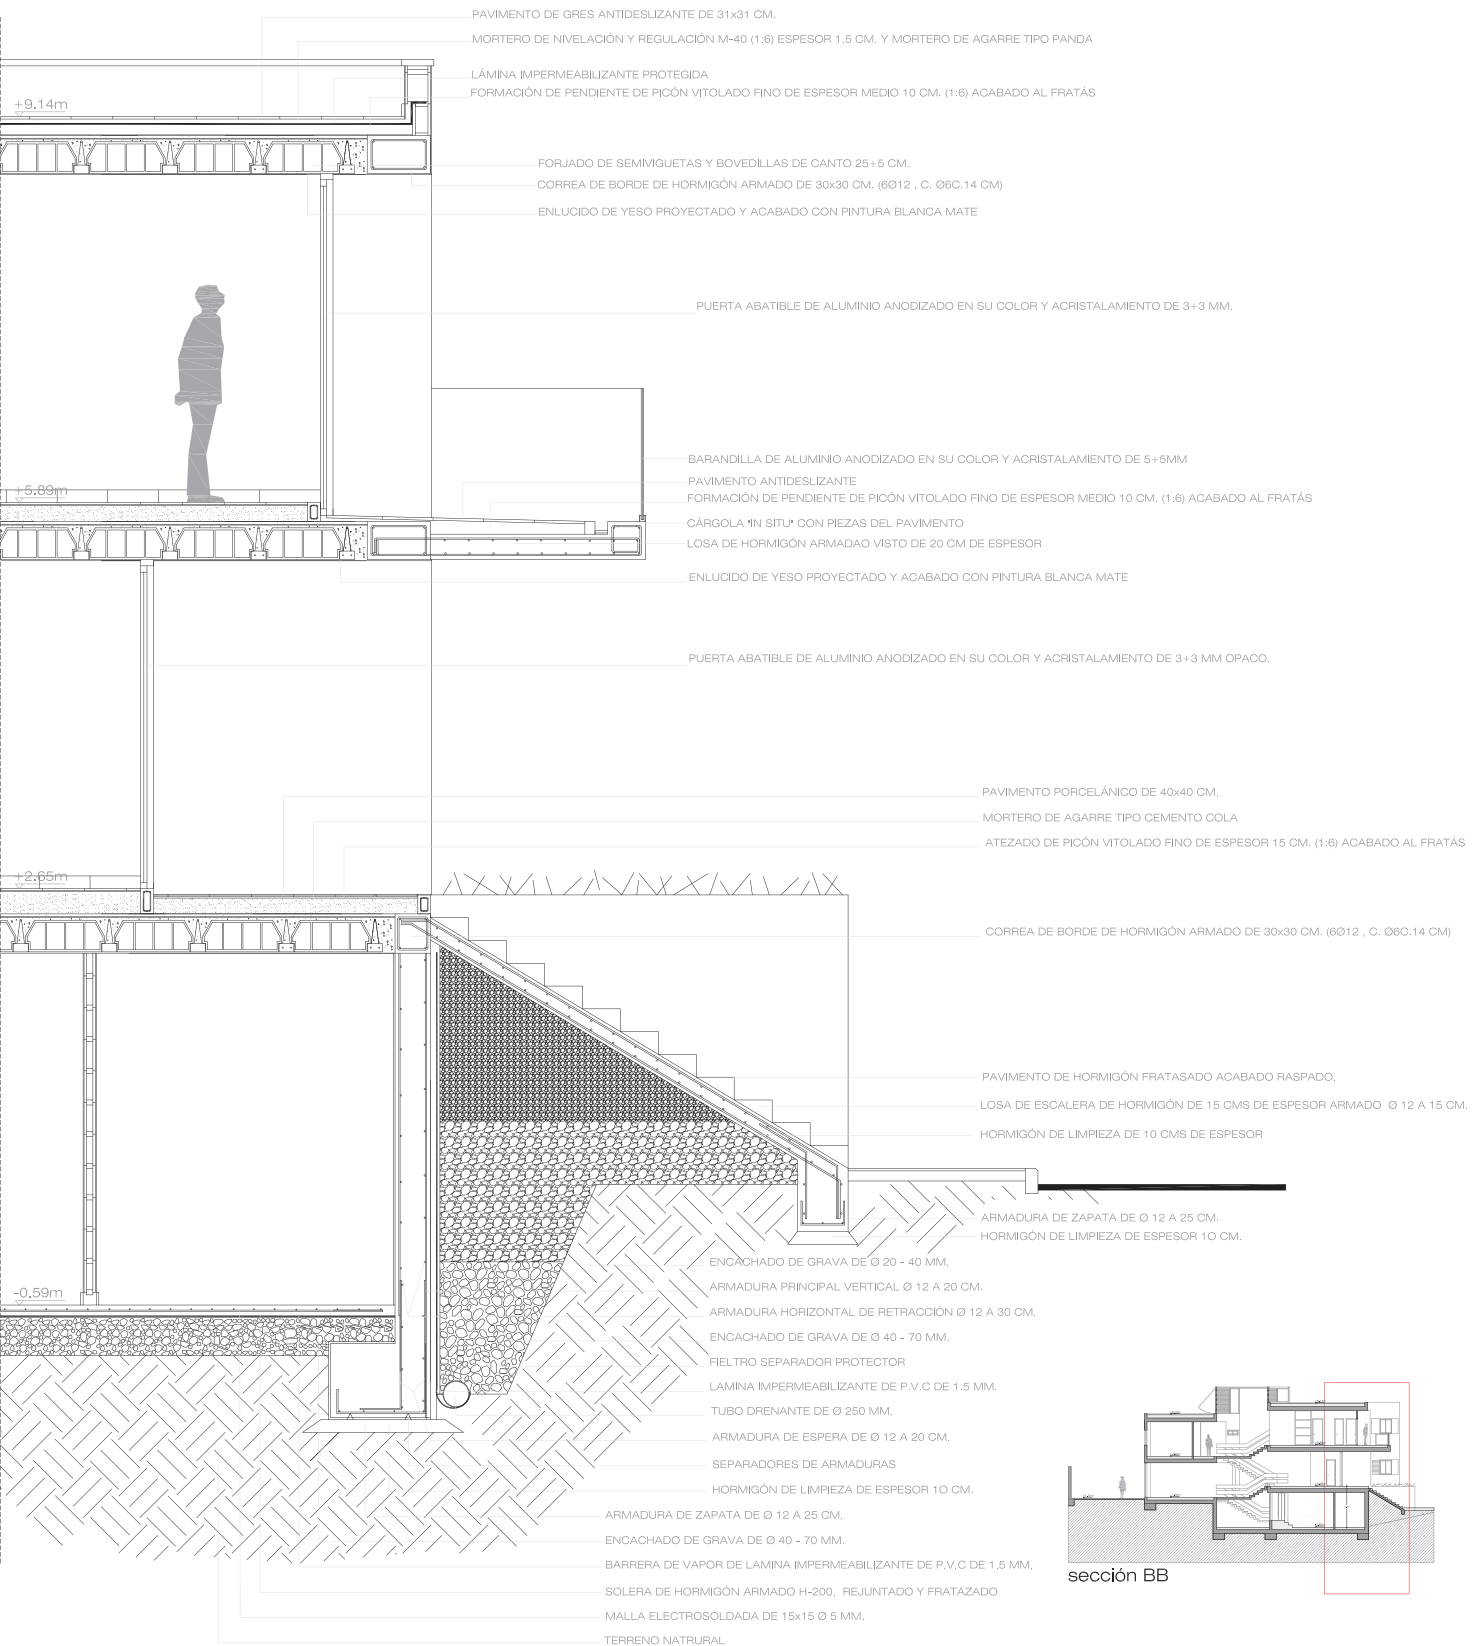 PAVIMENTO DE GRES ANTIDESLIZANTE DE 31x31 CM.
MORTERO DE NIVELACIÓN Y REGULACIÓN M-40 (1:6) ESPESOR 1,5 CM. Y MORTERO DE AGARRE TIPO PANDA
LÁMINA IMPERMEABILIZANTE PROTEGIDA
FORMACIÓN DE PENDIENTE DE PICÓN VITOLADO FINO DE ESPESOR MEDIO 10 CM. (1:6) ACABADO AL FRATÁS
+9.14m
FORJADO DE SEMIVIGUETAS Y BOVEDILLAS DE CANTO 25+5 CM.
CORREA DE BORDE DE HORMIGÓN ARMADO DE 30x30 CM. (6Ø12 , C. Ø6C.14 CM)
ENLUCIDO DE YESO PROYECTADO Y ACABADO CON PINTURA BLANCA MATE
PUERTA ABATIBLE DE ALUMINIO ANODIZADO EN SU COLOR Y ACRISTALAMIENTO DE 3+3 MM.
BARANDILLA DE ALUMINIO ANODIZADO EN SU COLOR Y ACRISTALAMIENTO DE 5+5MM
PAVIMENTO ANTIDESLIZANTE
+5.89m
FORMACIÓN DE PENDIENTE DE PICÓN VITOLADO FINO DE ESPESOR MEDIO 10 CM. (1:6) ACABADO AL FRATÁS
CÁRGOLA "IN SITU" CON PIEZAS DEL PAVIMENTO
LOSA DE HORMIGÓN ARMADAO VISTO DE 20 CM DE ESPESOR
ENLUCIDO DE YESO PROYECTADO Y ACABADO CON PINTURA BLANCA MATE
PUERTA ABATIBLE DE ALUMINIO ANODIZADO EN SU COLOR Y ACRISTALAMIENTO DE 3+3 MM OPACO.
PAVIMENTO PORCELÁNICO DE 40x40 CM.
MORTERO DE AGARRE TIPO CEMENTO COLA
ATEZADO DE PICÓN VITOLADO FINO DE ESPESOR 15 CM. (1:6) ACABADO AL FRATÁS
+2.65m
CORREA DE BORDE DE HORMIGÓN ARMADO DE 30x30 CM. (6Ø12 , C. Ø6C.14 CM)
PAVIMENTO DE HORMIGÓN FRATASADO ACABADO RASPADO.
LOSA DE ESCALERA DE HORMIGÓN DE 15 CMS DE ESPESOR ARMADO Ø 12 A 15 CM.
HORMIGÓN DE LIMPIEZA DE 10 CMS DE ESPESOR
ARMADURA DE ZAPATA DE Ø 12 A 25 CM.
HORMIGÓN DE LIMPIEZA DE ESPESOR 1O CM.
ENCACHADO DE GRAVA DE Ø 20 - 40 MM.
ARMADURA PRINCIPAL VERTICAL Ø 12 A 20 CM.
-0.59m
ARMADURA HORIZONTAL DE RETRACCIÓN Ø 12 A 30 CM.
ENCACHADO DE GRAVA DE Ø 40 - 70 MM.
FIELTRO SEPARADOR PROTECTOR
LAMINA IMPERMEABILIZANTE DE P.V.C DE 1.5 MM.
TUBO DRENANTE DE Ø 250 MM.
ARMADURA DE ESPERA DE Ø 12 A 20 CM.
SEPARADORES DE ARMADURAS
HORMIGÓN DE LIMPIEZA DE ESPESOR 1O CM.
ARMADURA DE ZAPATA DE Ø 12 A 25 CM.
ENCACHADO DE GRAVA DE Ø 40 - 70 MM.
BARRERA DE VAPOR DE LAMINA IMPERMEABILIZANTE DE P.V.C DE 1.5 MM.
SOLERA DE HORMIGÓN ARMADO H-200, REJUNTADO Y FRATAZADO
MALLA ELECTROSOLDADA DE 15x15 Ø 5 MM.
TERRENO NATRURAL
sección BB